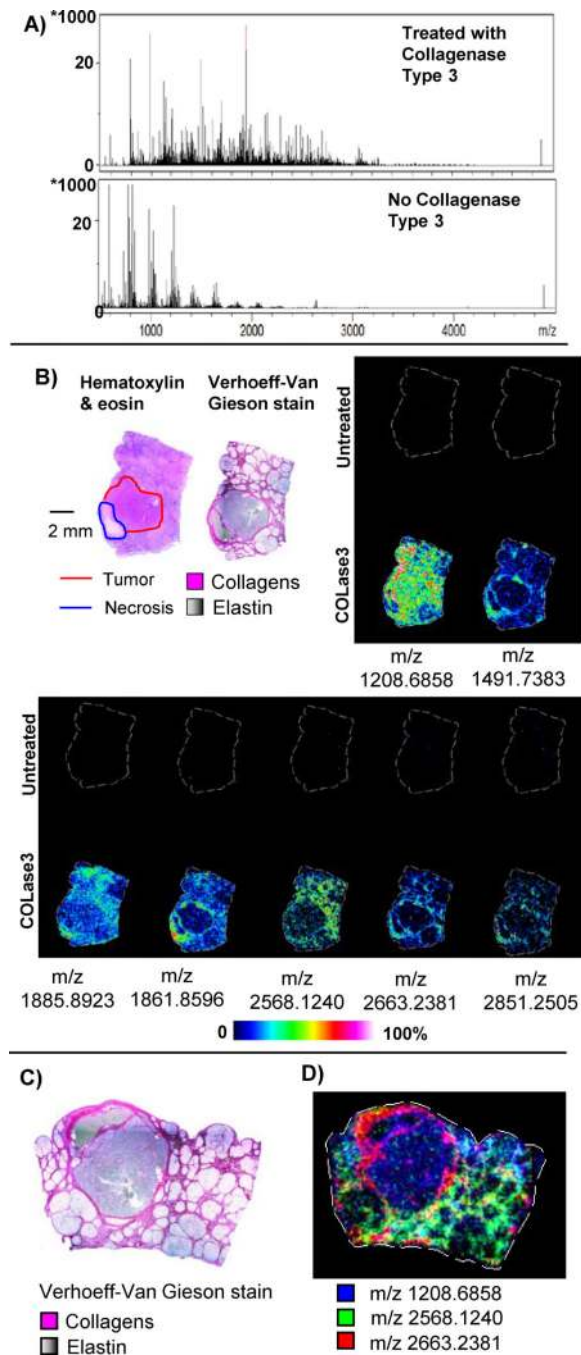 A)
*1000
20
0
Treated with
Collagenase
Type 3
*1000
20
0
No Collagenase
Type 3
1000
2000
3000
4000
m/z
B)
Hematoxylin
& eosin
Verhoeff-Van
Gieson stain
2 mm
Tumor
Necrosis
Collagens
Elastin
Untreated
COLase3
m/z
1208.6858
m/z
1491.7383
Untreated
COLase3
m/z
1885.8923
m/z
1861.8596
m/z
2568.1240
m/z
2663.2381
m/z
2851.2505
0
100%
C)
Verhoeff-Van Gieson stain
Collagens
Elastin
D)
m/z 1208.6858
m/z 2568.1240
m/z 2663.2381